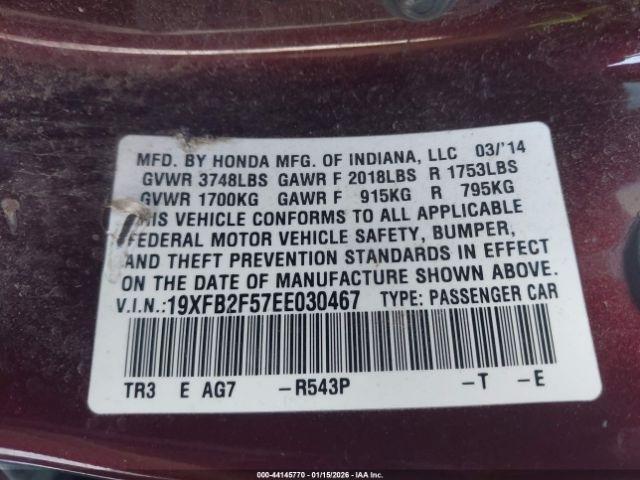 MFD. BY HONDA MFG. OF INDIANA, LLC 03/'14
GVWR 3748LBS GAWR F 2018LBS R 1753LBS
GVWR 1700KG GAWR F 915KG R 795KG
THIS VEHICLE CONFORMS TO ALL APPLICABLE
FEDERAL MOTOR VEHICLE SAFETY, BUMPER,
AND THEFT PREVENTION STANDARDS IN EFFECT
ON THE DATE OF MANUFACTURE SHOWN ABOVE.
V.I.N.:19XFB2F57EE030467 TYPE: PASSENGER CAR
TR3 E AG7 –R543P –T –E
000-44145770 - 01/15/2026 - IAA Inc.